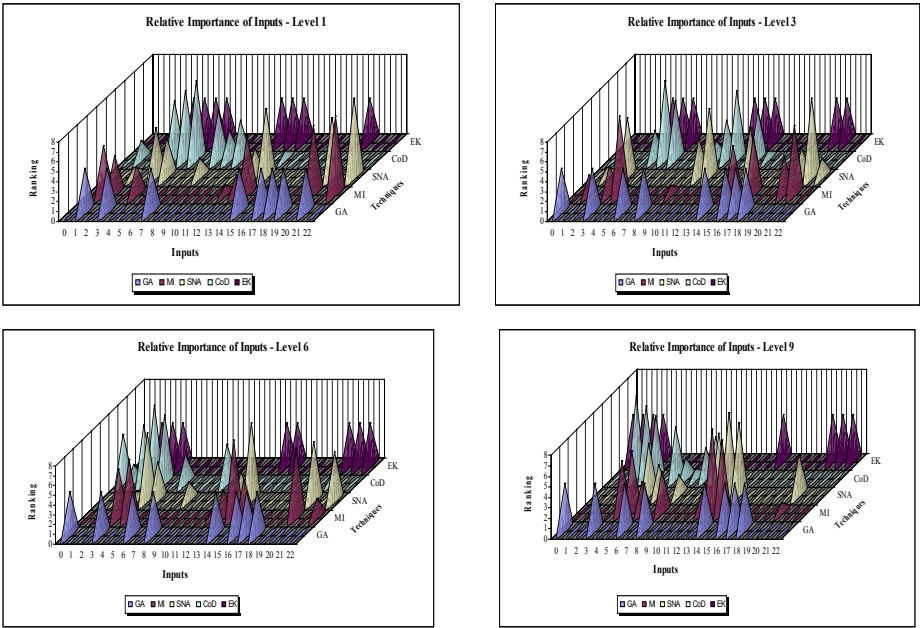 Relative Importance of Inputs - Level 1
Ranking
8
7
6
5
4
3
2
1
0
0 1 2 3 4 5 6 7 8 9 10 11 12 13 14 15 16 17 18 19 20 21 22
Inputs
GA
MI
SNA
CoD
EK
Techniques
GA MI SNA CoD EK
Relative Importance of Inputs - Level 3
Ranking
8
7
6
5
4
3
2
1
0
0 1 2 3 4 5 6 7 8 9 10 11 12 13 14 15 16 17 18 19 20 21 22
Inputs
GA
MI
SNA
CoD
EK
Techniques
GA MI SNA CoD EK
Relative Importance of Inputs - Level 6
Ranking
8
7
6
5
4
3
2
1
0
0 1 2 3 4 5 6 7 8 9 10 11 12 13 14 15 16 17 18 19 20 21 22
Inputs
GA
MI
SNA
CoD
EK
Techniques
GA MI SNA CoD EK
Relative Importance of Inputs - Level 9
Ranking
8
7
6
5
4
3
2
1
0
0 1 2 3 4 5 6 7 8 9 10 11 12 13 14 15 16 17 18 19 20 21 22
Inputs
GA
MI
SNA
CoD
EK
Techniques
GA MI SNA CoD EK